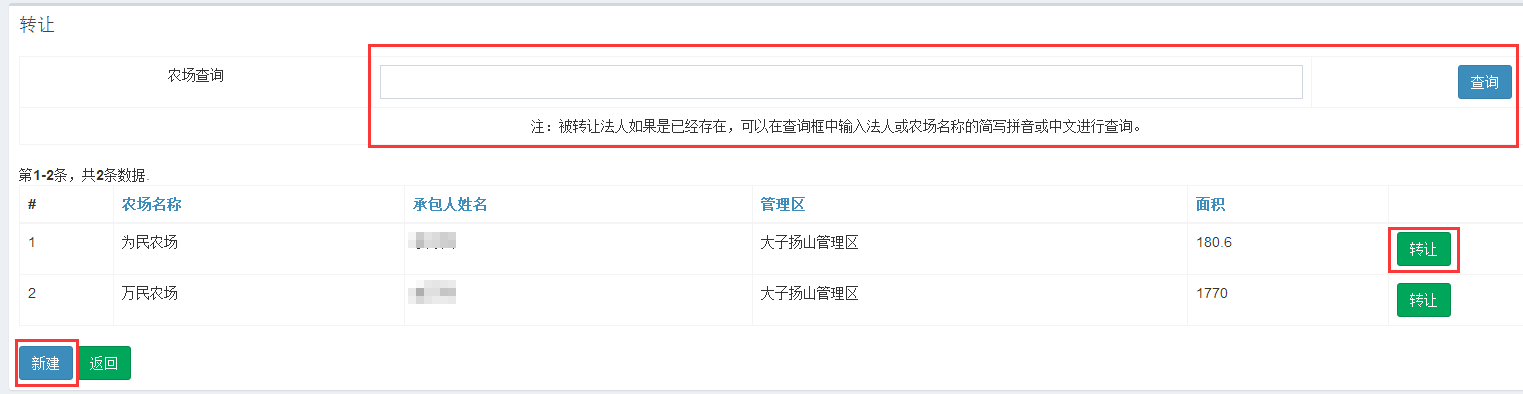 转让
农场查询 查询
注：被转让法人如果是已经存在，可以在查询框中输入法人或农场名称的简写拼音或中文进行查询。
第1-2条，共2条数据.
# 农场名称 承包人姓名 管理区 面积
1 为民农场 大子扬山管理区 180.6 转让
2 万民农场 大子扬山管理区 1770 转让
新建 返回